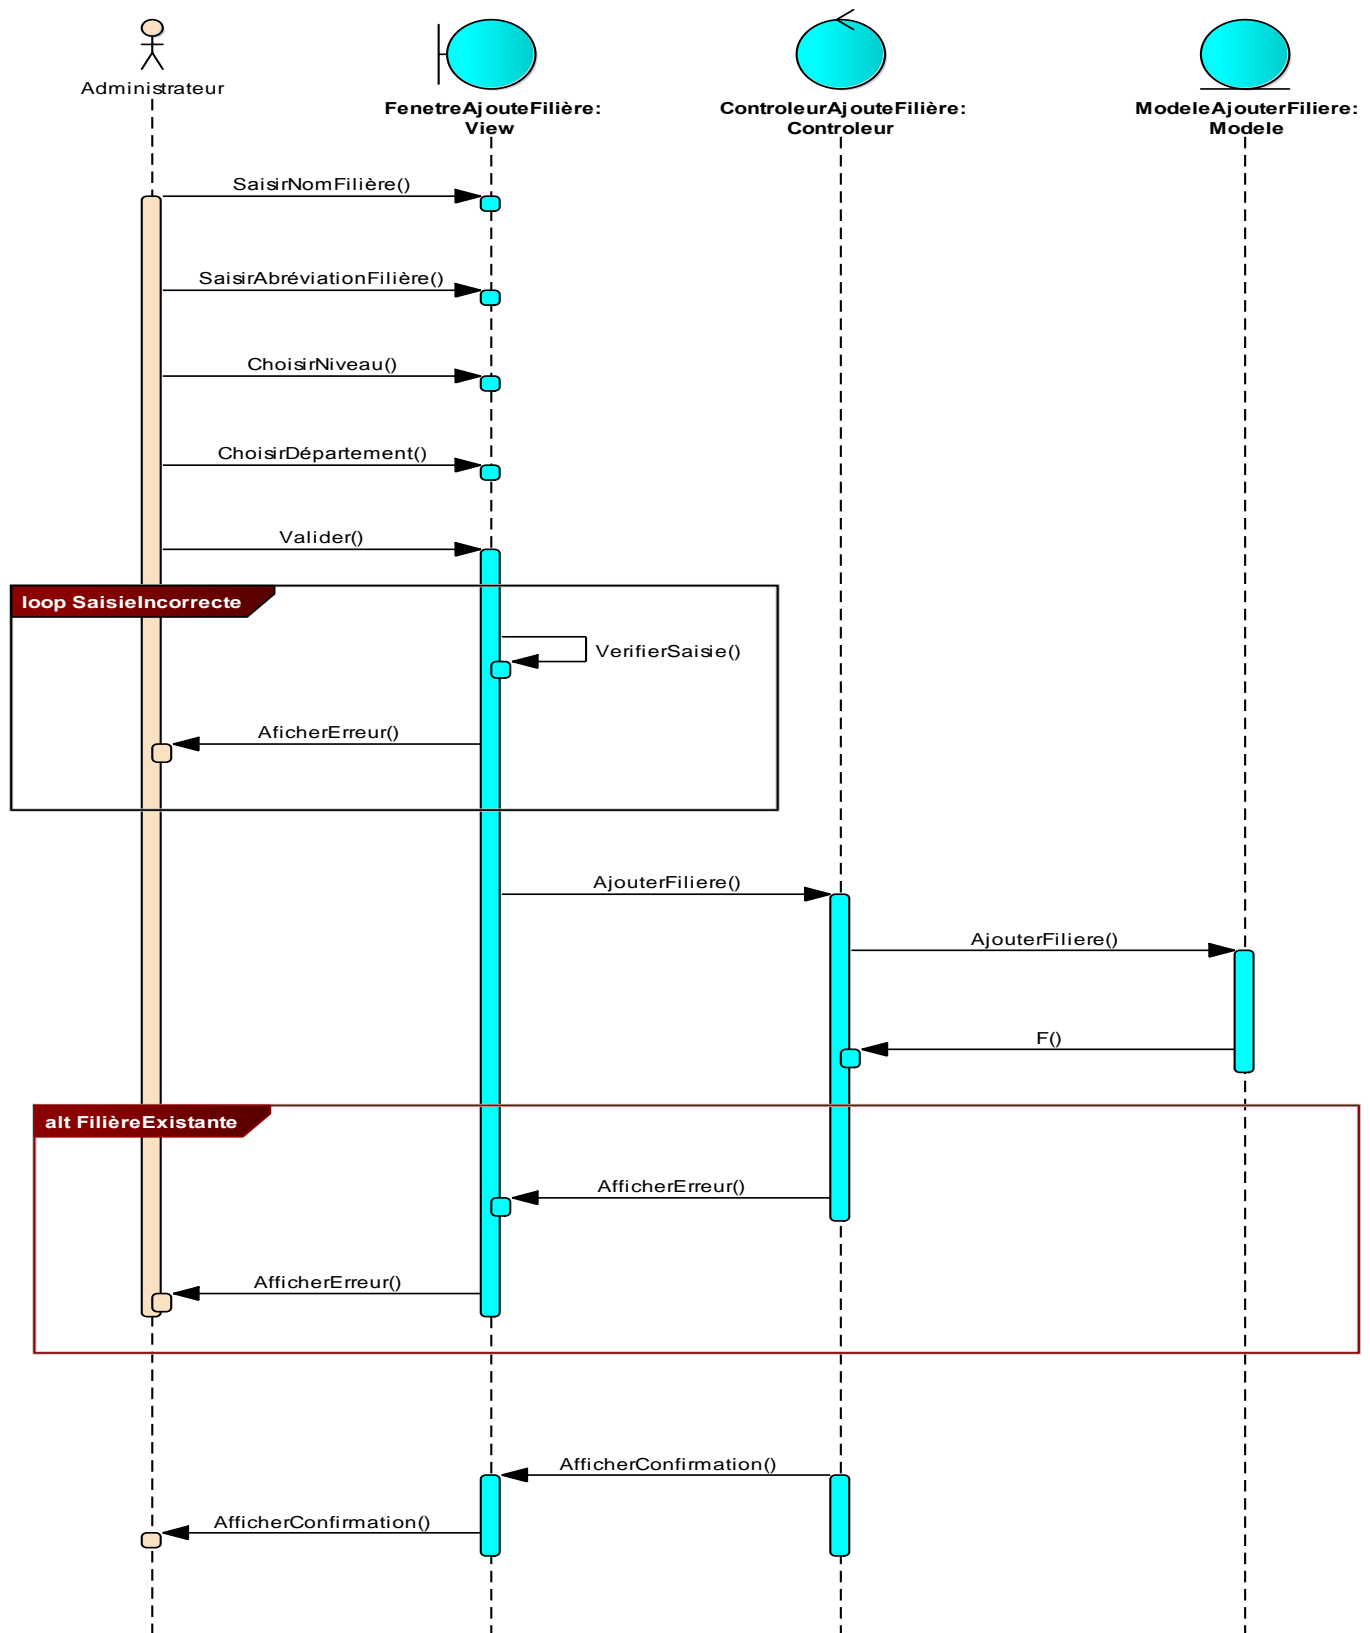 Administrateur
FenetreAjouteFilière:
View
ControleurAjouteFilière:
Controleur
ModeleAjouterFiliere:
Modele
SaisirNomFilière()
SaisirAbréviationFilière()
ChoisirNiveau()
ChoisirDépartement()
Valider()
loop SaisieIncorrecte
VerifierSaisie()
AficherErreur()
AjouterFiliere()
AjouterFiliere()
F()
alt FilièreExistante
AfficherErreur()
AfficherErreur()
AfficherConfirmation()
AfficherConfirmation()